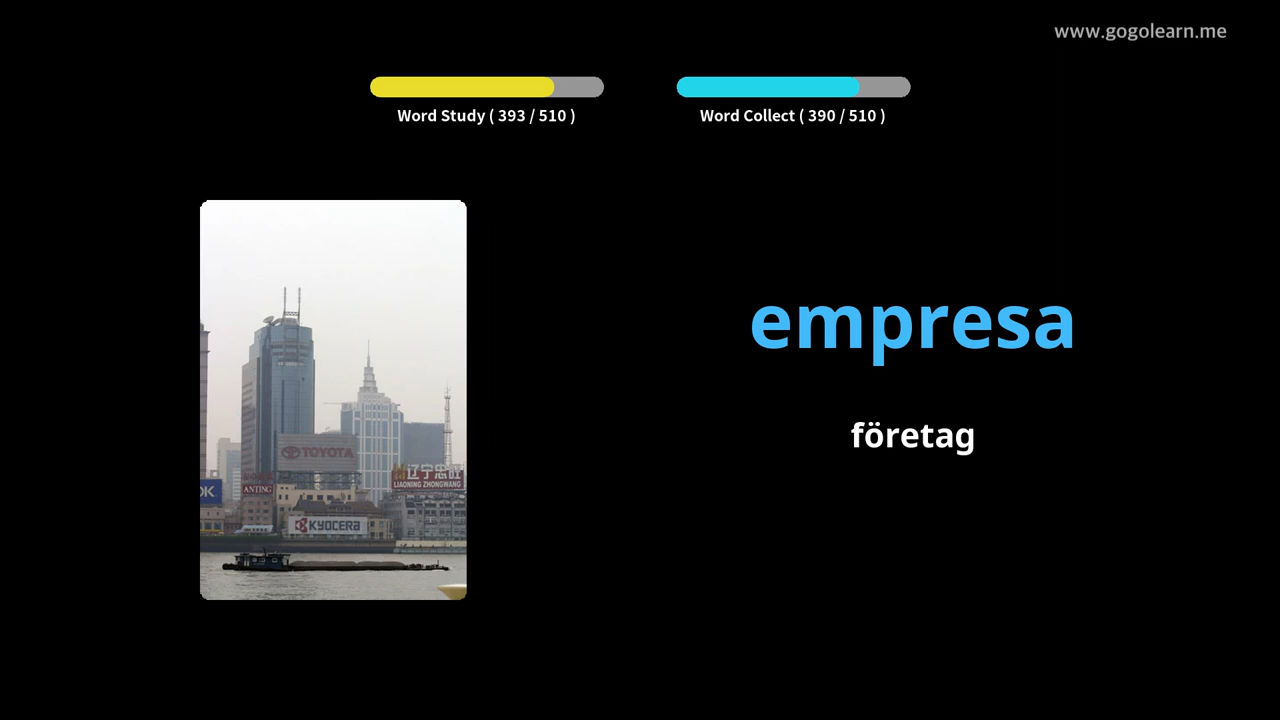 www.gogolearn.me
Word Study ( 393 / 510 )
Word Collect ( 390 / 510 )
empresa
företag
TOYOTA
辽宁忠旺
LIAONING ZHONGWANG
OK
ANTING
KYOCERA